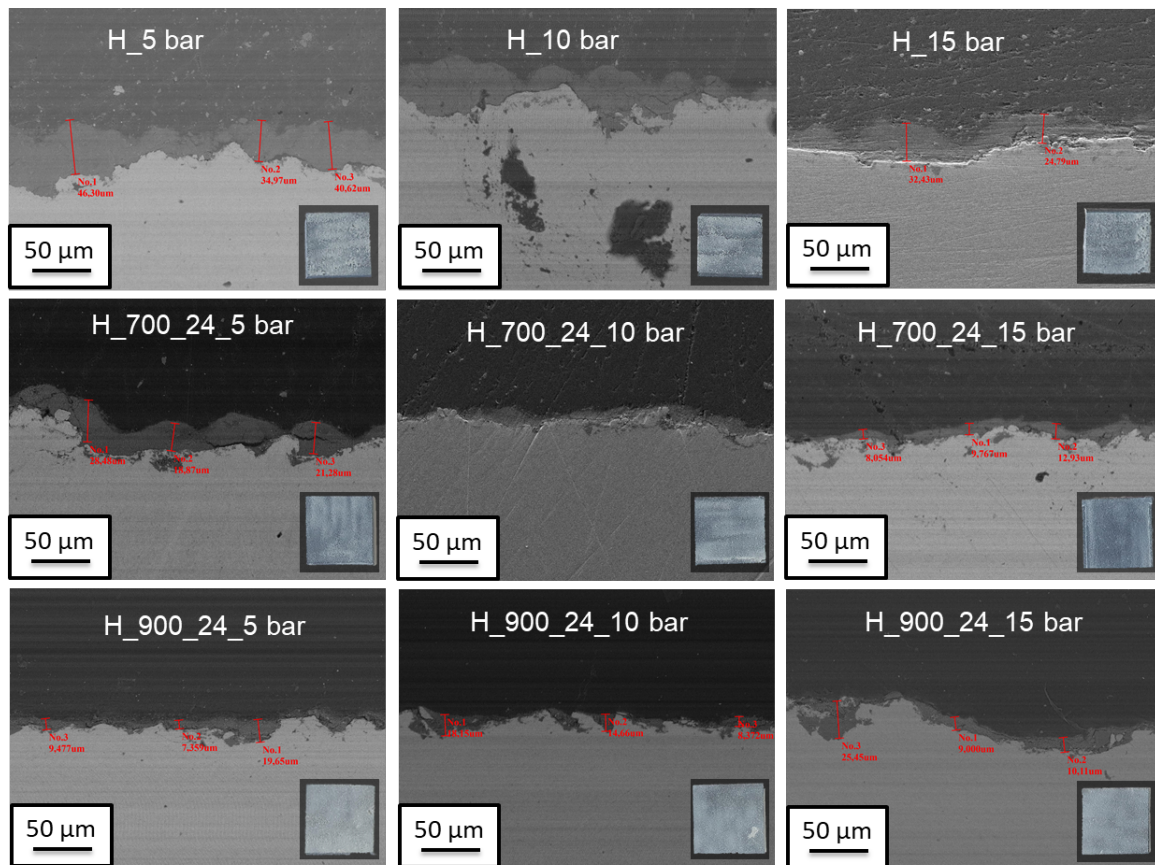 H_5 bar
No.1
46,30um
No.2
34,97um
No.3
40,62um
50 µm
H_10 bar
50 µm
H_15 bar
32,43um
No.2
24,79um
50 µm
H_700_24_5 bar
No.1
No.2
No.3
21,28um
50 µm
H_700_24_10 bar
50 µm
H_700_24_15 bar
No.3
8,054um
No.1
9,767um
No.2
12,93um
50 µm
H_900_24_5 bar
No.3
9,477um
No.2
7,359um
No.1
19,65um
50 µm
H_900_24_10 bar
No.1
No.2
14,66um
No.3
8,372um
50 µm
H_900_24_15 bar
No.3
25,45um
No.1
9,000um
No.2
10,11um
50 µm